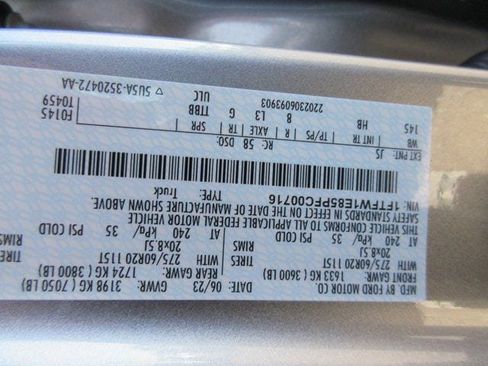 MFD. BY FORD MOTOR CO.
DATE: 06/23 GVWR: 3198 KG ( 7050 LB)
FRONT GAWR: 1633 KG ( 3600 LB) REAR GAWR: 1724 KG ( 3800 LB)
WITH 275/60R20 115T TIRES WITH 275/60R20 115T TIRES
20x8.5J RIMS 20x8.5J RIMS
AT 240 kPa/ 35 PSI COLD AT 240 kPa/ 35 PSI COLD
THIS VEHICLE CONFORMS TO ALL APPLICABLE FEDERAL MOTOR VEHICLE
SAFETY STANDARDS IN EFFECT ON THE DATE OF MANUFACTURE SHOWN ABOVE.
VIN: 1FTFW1E85PFC00716 TYPE: Truck
EXT PNT: JS RC: 58 DSO:
WB INT TR TP/PS AXLE TR SPR
145 HB 8 L3 G TTBB F0145
T0459
2202306093903 ULC
5U5A-3520472-AA